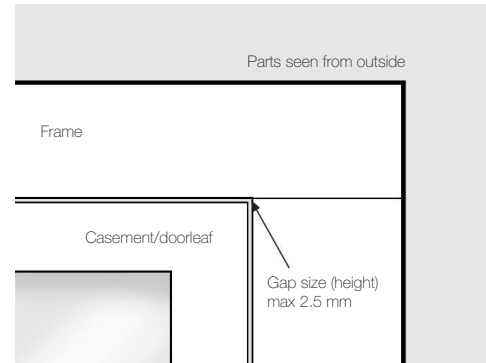 Parts seen from outside
Frame
Casement/doorleaf
Gap size (height)
max 2.5 mm